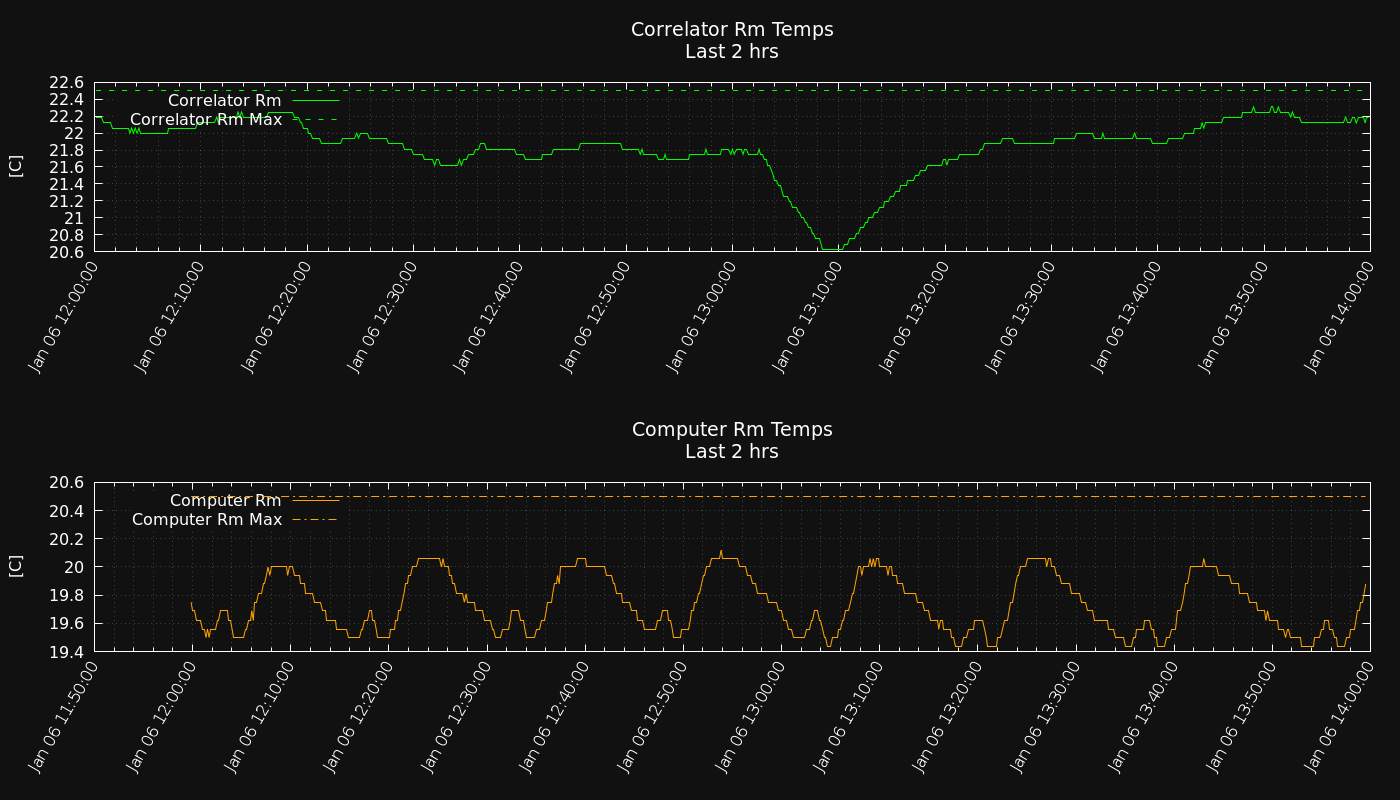 Correlator Rm Temps
Last 2 hrs
22.6
22.4
22.2
22
21.8
21.6
21.4
21.2
21
20.8
20.6
[C]
Correlator Rm
Correlator Rm Max
Jan 06 12:00:00
Jan 06 12:10:00
Jan 06 12:20:00
Jan 06 12:30:00
Jan 06 12:40:00
Jan 06 12:50:00
Jan 06 13:00:00
Jan 06 13:10:00
Jan 06 13:20:00
Jan 06 13:30:00
Jan 06 13:40:00
Jan 06 13:50:00
Jan 06 14:00:00
Computer Rm Temps
Last 2 hrs
20.6
20.4
20.2
20
19.8
19.6
19.4
[C]
Computer Rm
Computer Rm Max
Jan 06 11:50:00
Jan 06 12:00:00
Jan 06 12:10:00
Jan 06 12:20:00
Jan 06 12:30:00
Jan 06 12:40:00
Jan 06 12:50:00
Jan 06 13:00:00
Jan 06 13:10:00
Jan 06 13:20:00
Jan 06 13:30:00
Jan 06 13:40:00
Jan 06 13:50:00
Jan 06 14:00:00